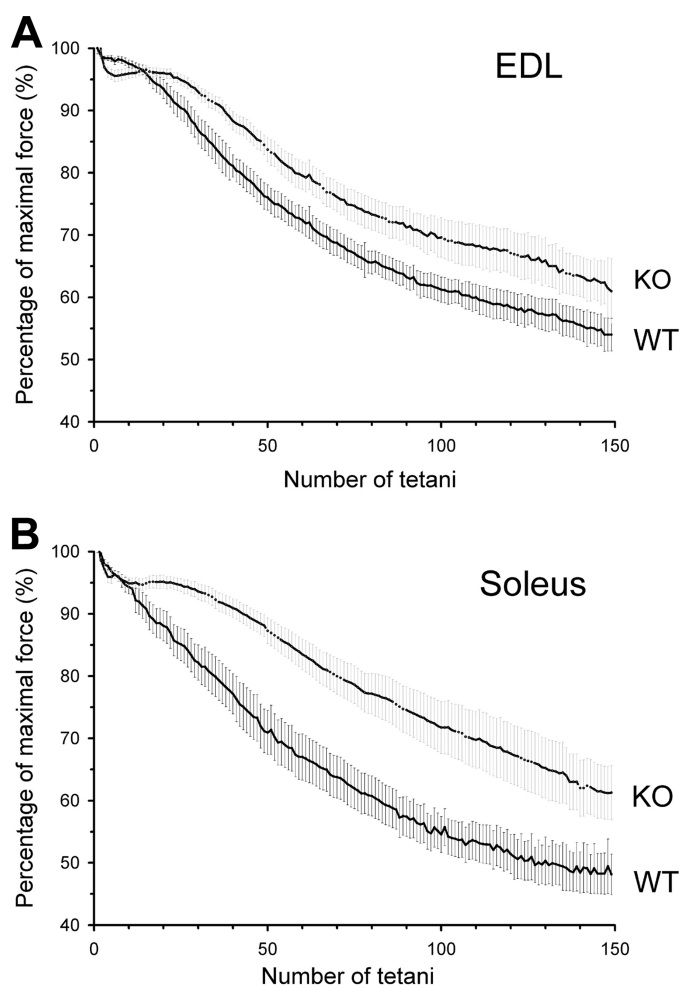 A
EDL
Percentage of maximal force (%)
100
90
80
70
60
50
40
KO
WT
0 50 100 150
Number of tetani
B
Soleus
Percentage of maximal force (%)
100
90
80
70
60
50
40
KO
WT
0 50 100 150
Number of tetani